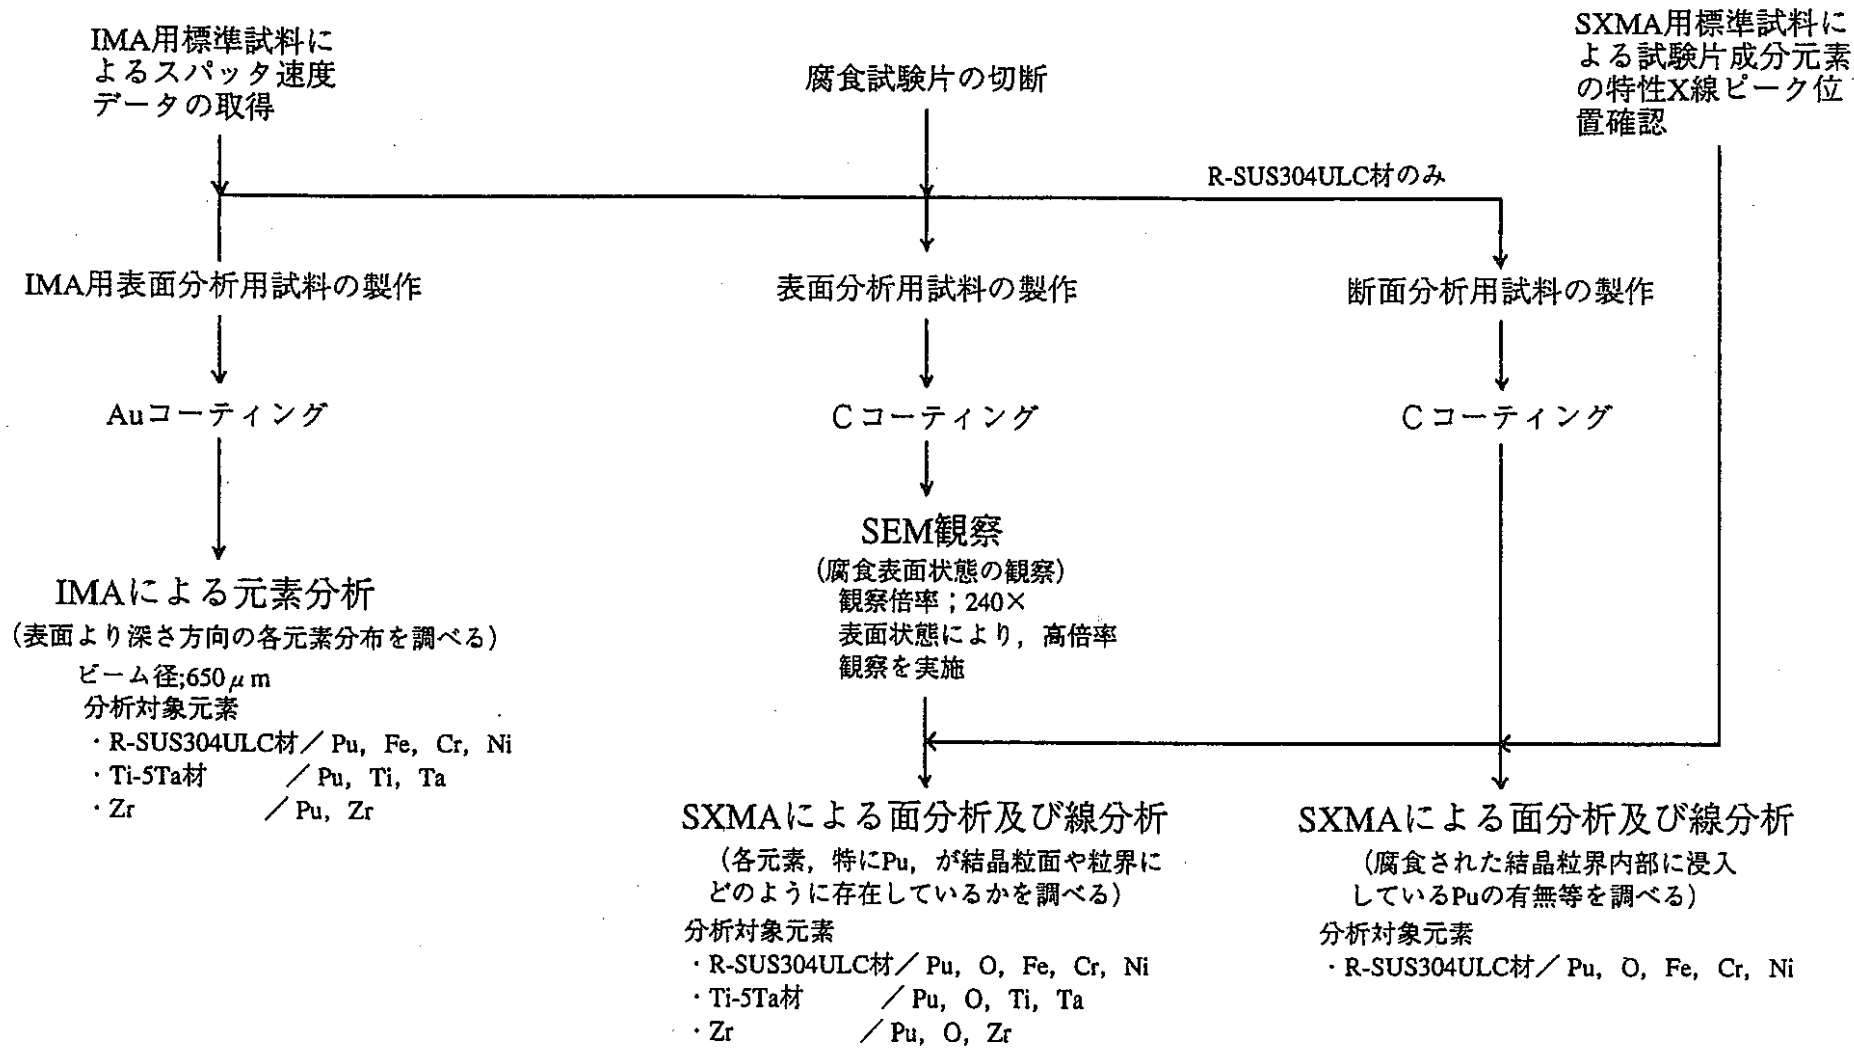 IMA用標準試料に
よるスパッタ速度
データの取得
腐食試験片の切断
SXMA用標準試料に
よる試験片成分元素
の特性X線ピーク位
置確認
R-SUS304ULC材のみ
IMA用表面分析用試料の製作
表面分析用試料の製作
断面分析用試料の製作
Auコーティング
Cコーティング
Cコーティング
SEM観察
(腐食表面状態の観察)
観察倍率;240×
表面状態により,高倍率
観察を実施
IMAによる元素分析
(表面より深さ方向の各元素分布を調べる)
ビーム径;650μm
分析対象元素
・R-SUS304ULC材/Pu, Fe, Cr, Ni
・Ti-5Ta材 /Pu, Ti, Ta
・Zr /Pu, Zr
SXMAによる面分析及び線分析
(各元素,特にPu,が結晶粒面や粒界に
どのように存在しているかを調べる)
分析対象元素
・R-SUS304ULC材/Pu, O, Fe, Cr, Ni
・Ti-5Ta材 /Pu, O, Ti, Ta
・Zr /Pu, O, Zr
SXMAによる面分析及び線分析
(腐食された結晶粒界内部に浸入
しているPuの有無等を調べる)
分析対象元素
・R-SUS304ULC材/Pu, O, Fe, Cr, Ni